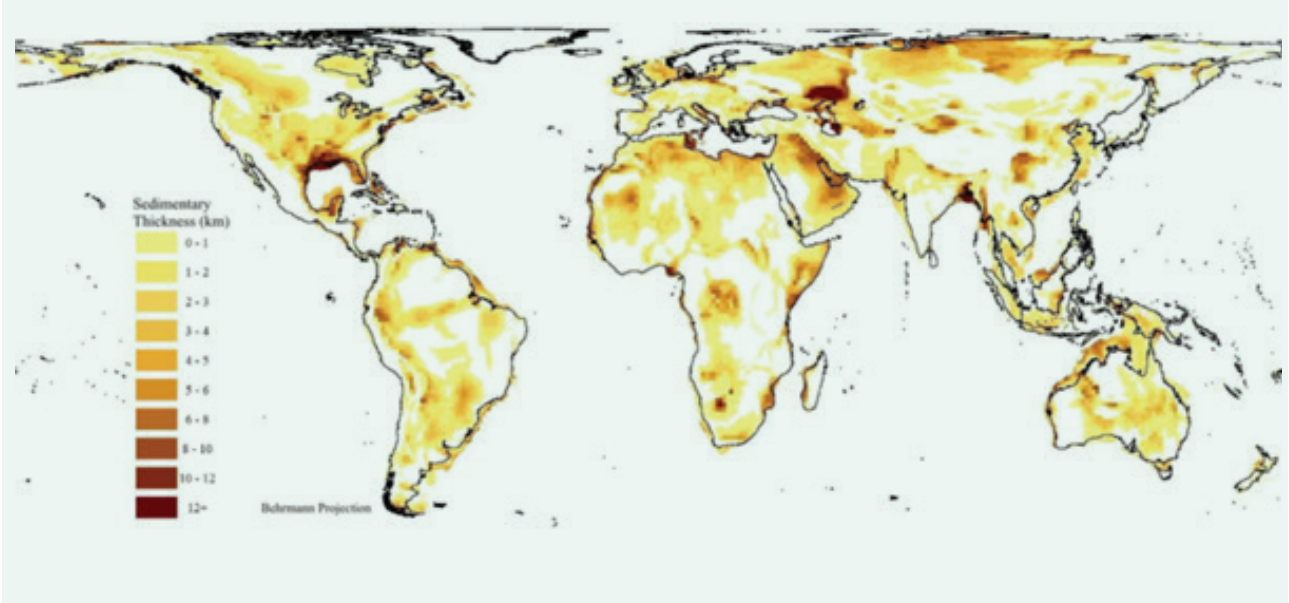 Sedimentary
Thickness (km)
0 - 1
1 - 2
2 - 3
3 - 4
4 - 5
5 - 6
6 - 8
8 - 10
10 - 12
12+
Behrmann Projection